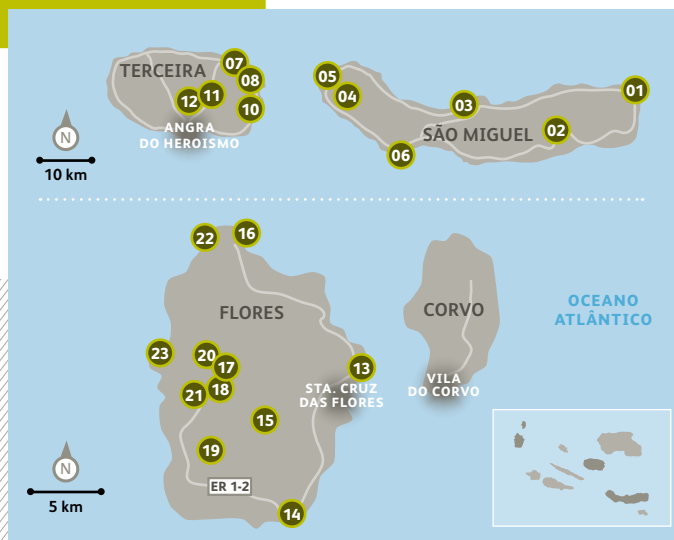 TERCEIRA
07
08
11
12
10
ANGRA
DO HEROISMO
N
10 km
05
04
03
01
SÃO MIGUEL
02
06
22
16
FLORES
CORVO
OCEANO
ATLÂNTICO
23
20
17
13
18
21
STA. CRUZ
DAS FLORES
VILA
DO CORVO
15
19
N
5 km
ER 1-2
14